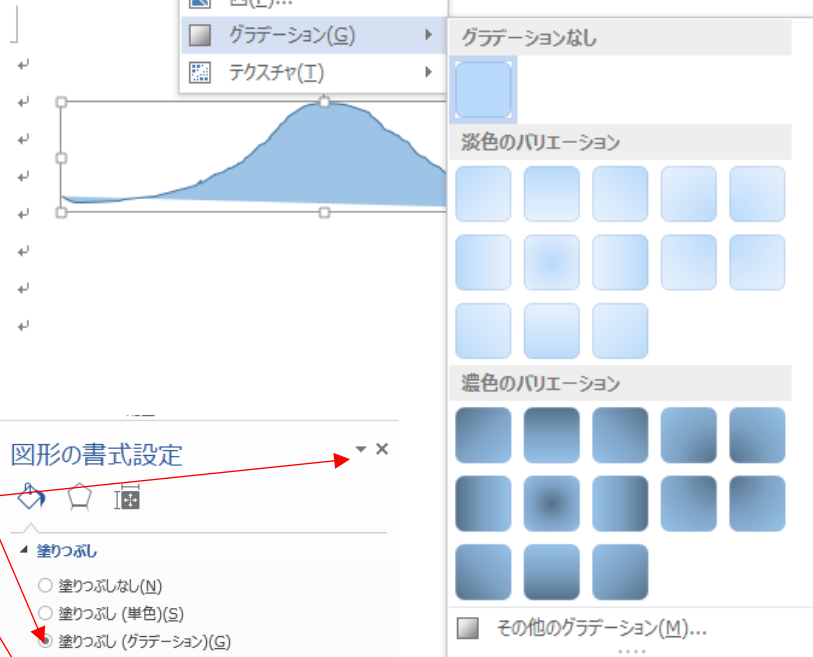 グラデーション(G)
テクスチャ(T)
グラデーションなし
淡色のバリエーション
濃色のバリエーション
その他のグラデーション(M)...
図形の書式設定
塗りつぶし
塗りつぶしなし(N)
塗りつぶし (単色)(S)
塗りつぶし (グラデーション)(G)